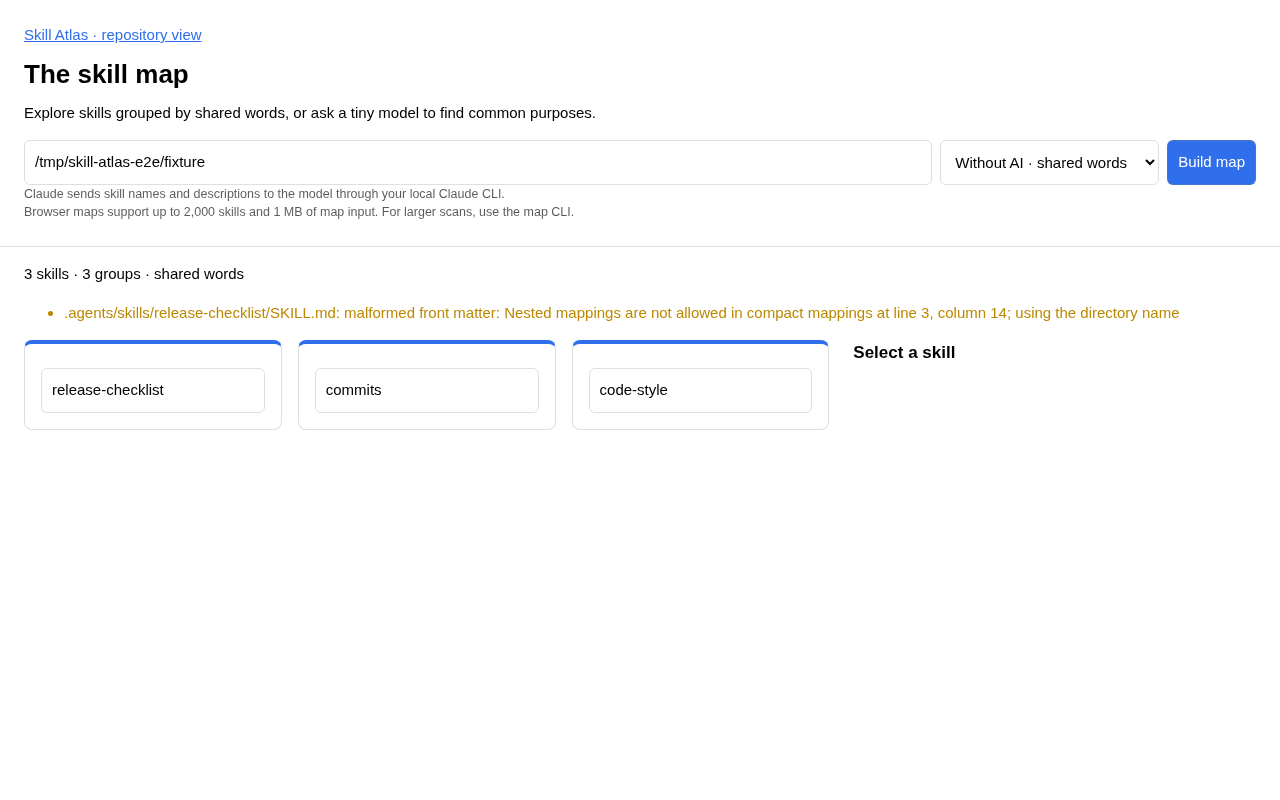 Skill Atlas · repository view
The skill map
Explore skills grouped by shared words, or ask a tiny model to find common purposes.
/tmp/skill-atlas-e2e/fixture
Without AI · shared words
Build map
Claude sends skill names and descriptions to the model through your local Claude CLI.
Browser maps support up to 2,000 skills and 1 MB of map input. For larger scans, use the map CLI.
3 skills · 3 groups · shared words
.agents/skills/release-checklist/SKILL.md: malformed front matter: Nested mappings are not allowed in compact mappings at line 3, column 14; using the directory name
release-checklist
commits
code-style
Select a skill